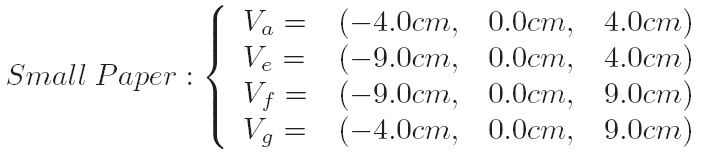 Small Paper : { V_a = (−4.0cm, 0.0cm, 4.0cm)
V_e = (−9.0cm, 0.0cm, 4.0cm)
V_f = (−9.0cm, 0.0cm, 9.0cm)
V_g = (−4.0cm, 0.0cm, 9.0cm)